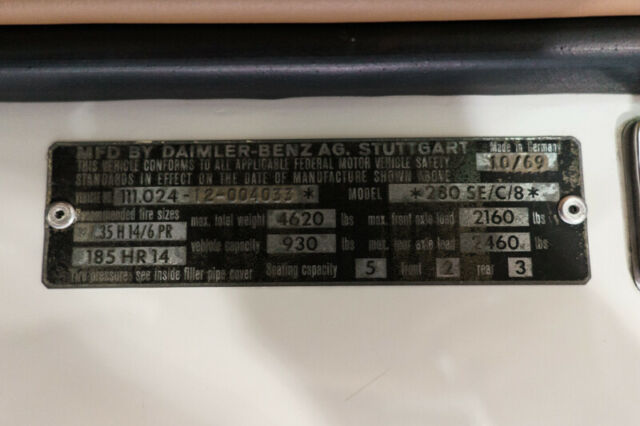 MFD BY DAIMLER-BENZ AG. STUTTGART Made in Germany
THIS VEHICLE CONFORMS TO ALL APPLICABLE FEDERAL MOTOR VEHICLE SAFETY 10/69
STANDARDS IN EFFECT ON THE DATE OF MANUFACTURE SHOWN ABOVE
111.024-12-004033* MODEL *280 SE/C/8*
tire sizes max. total weight 4620 lbs max. front axle load 2160 lbs
35 H 14/6 PR vehicle capacity 930 lbs max. rear axle load 2460 lbs
185 HR 14
Tire pressures see inside filler pipe cover Seating capacity 5 front 2 rear 3